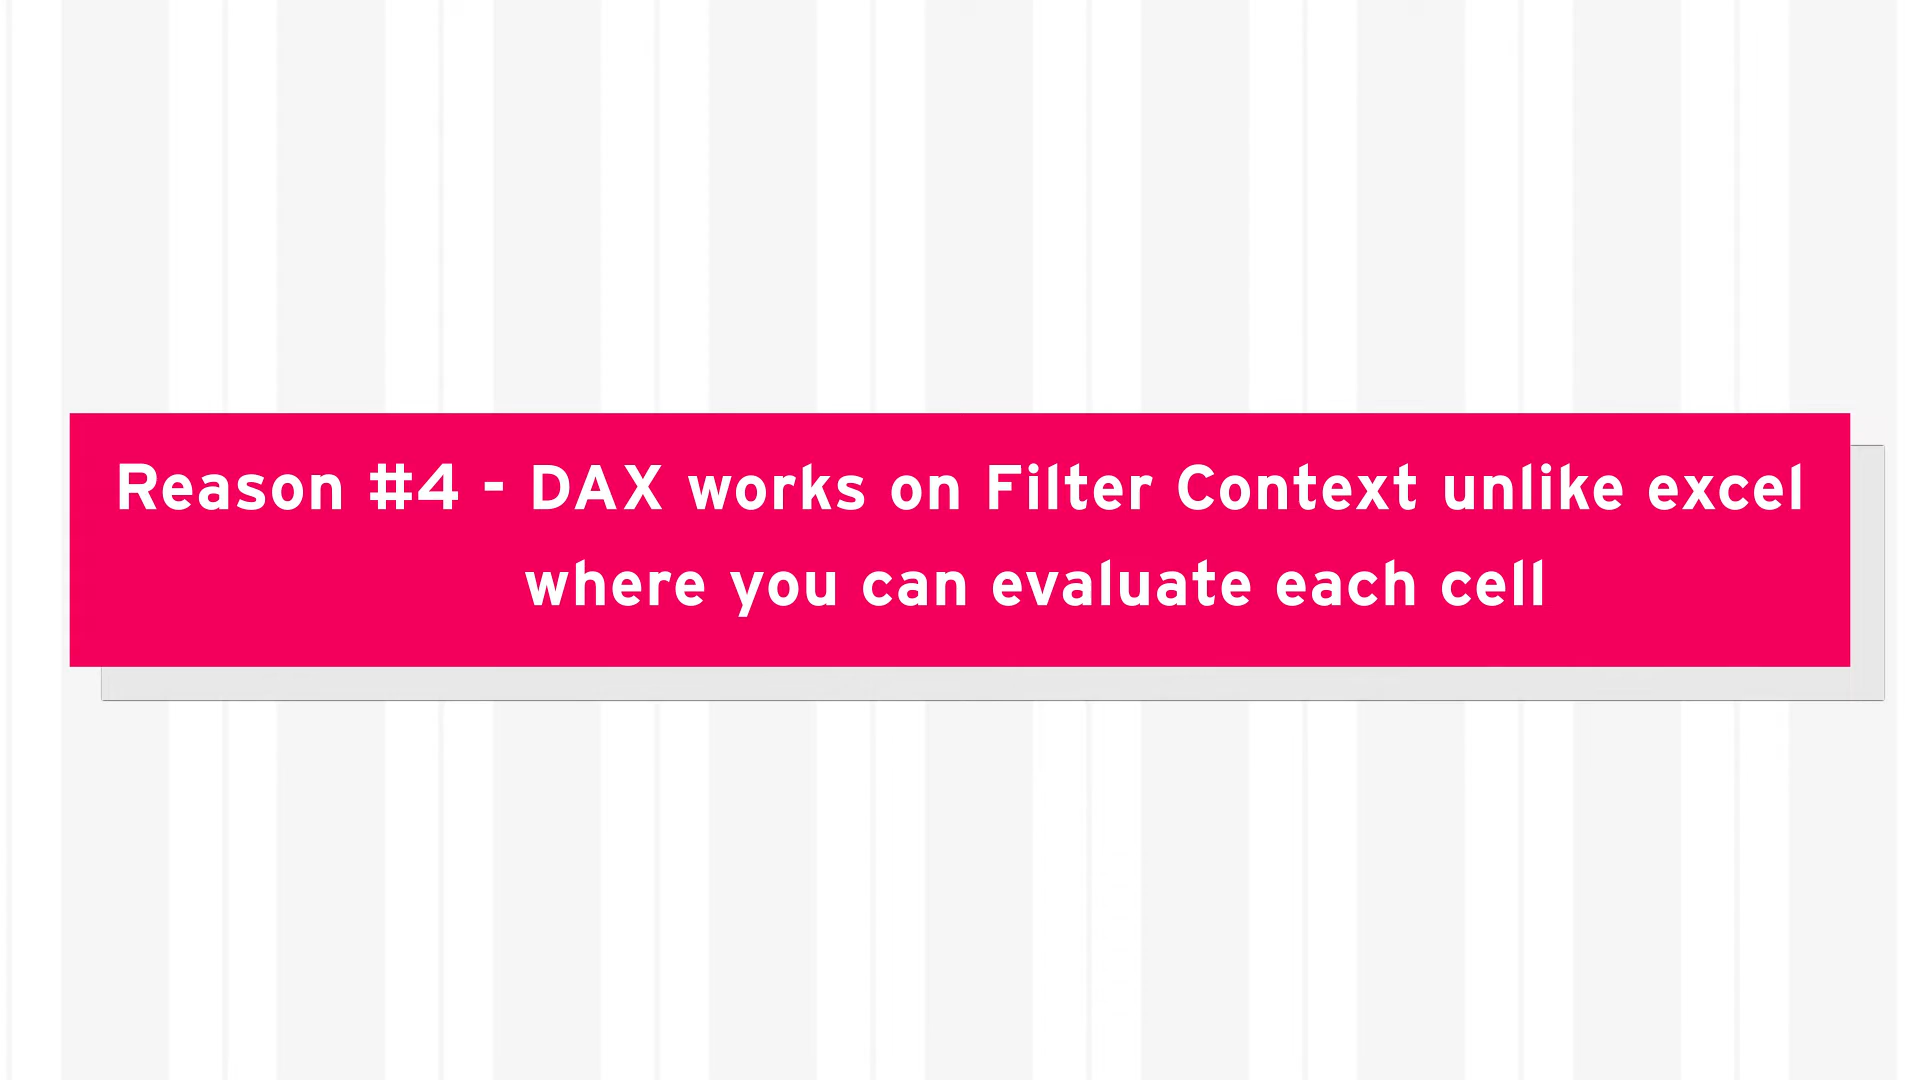 Reason #4 - DAX works on Filter Context unlike excel
where you can evaluate each cell